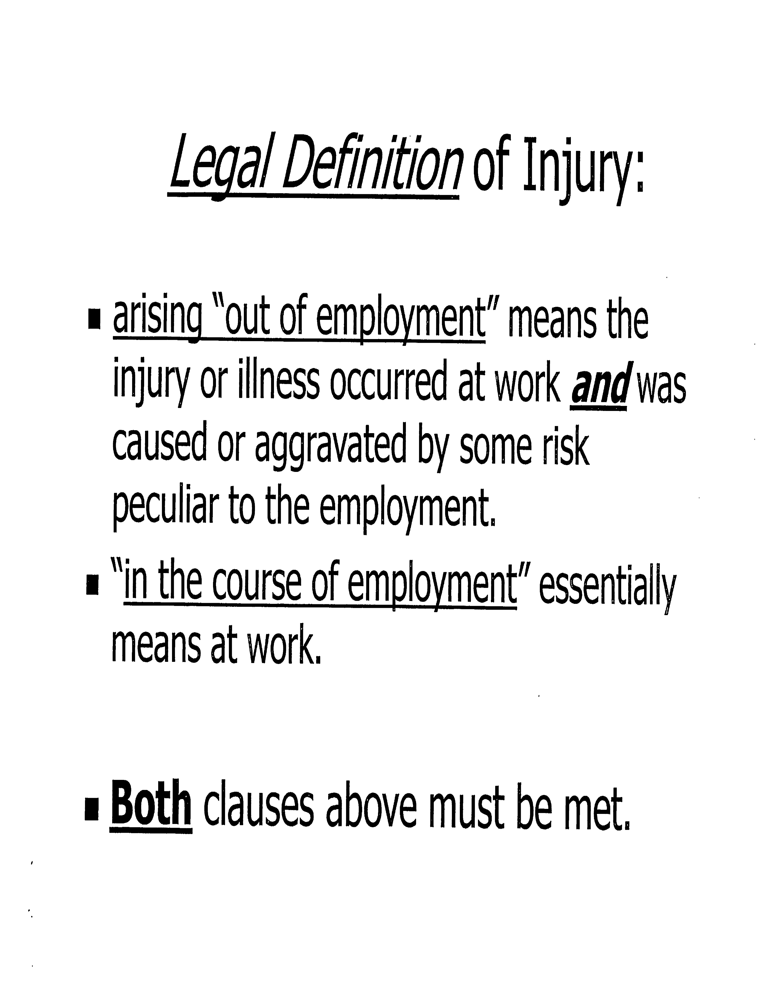 Legal Definition of Injury:
▪ arising “out of employment” means the
injury or illness occurred at work and was
caused or aggravated by some risk
peculiar to the employment.
▪ “in the course of employment” essentially
means at work.
▪ Both clauses above must be met.